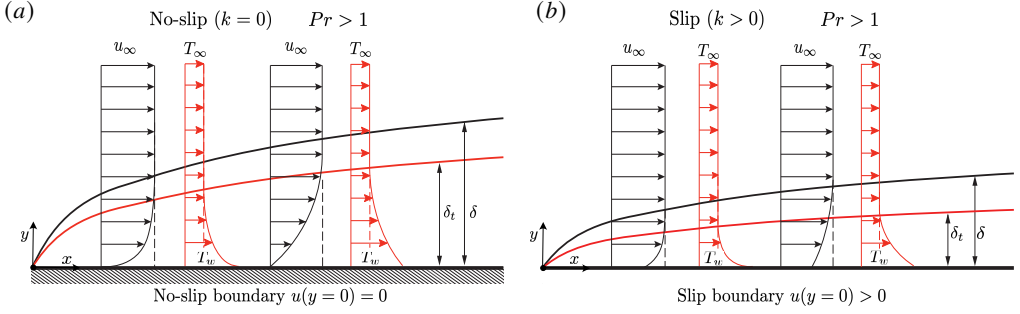 (a) No-slip (k = 0) Pr > 1
u∞ T∞ u∞ T∞
δt δ
y
x Tw Tw
No-slip boundary u(y = 0) = 0
(b) Slip (k > 0) Pr > 1
u∞ T∞ u∞ T∞
δt δ
y
x Tw Tw
Slip boundary u(y = 0) > 0